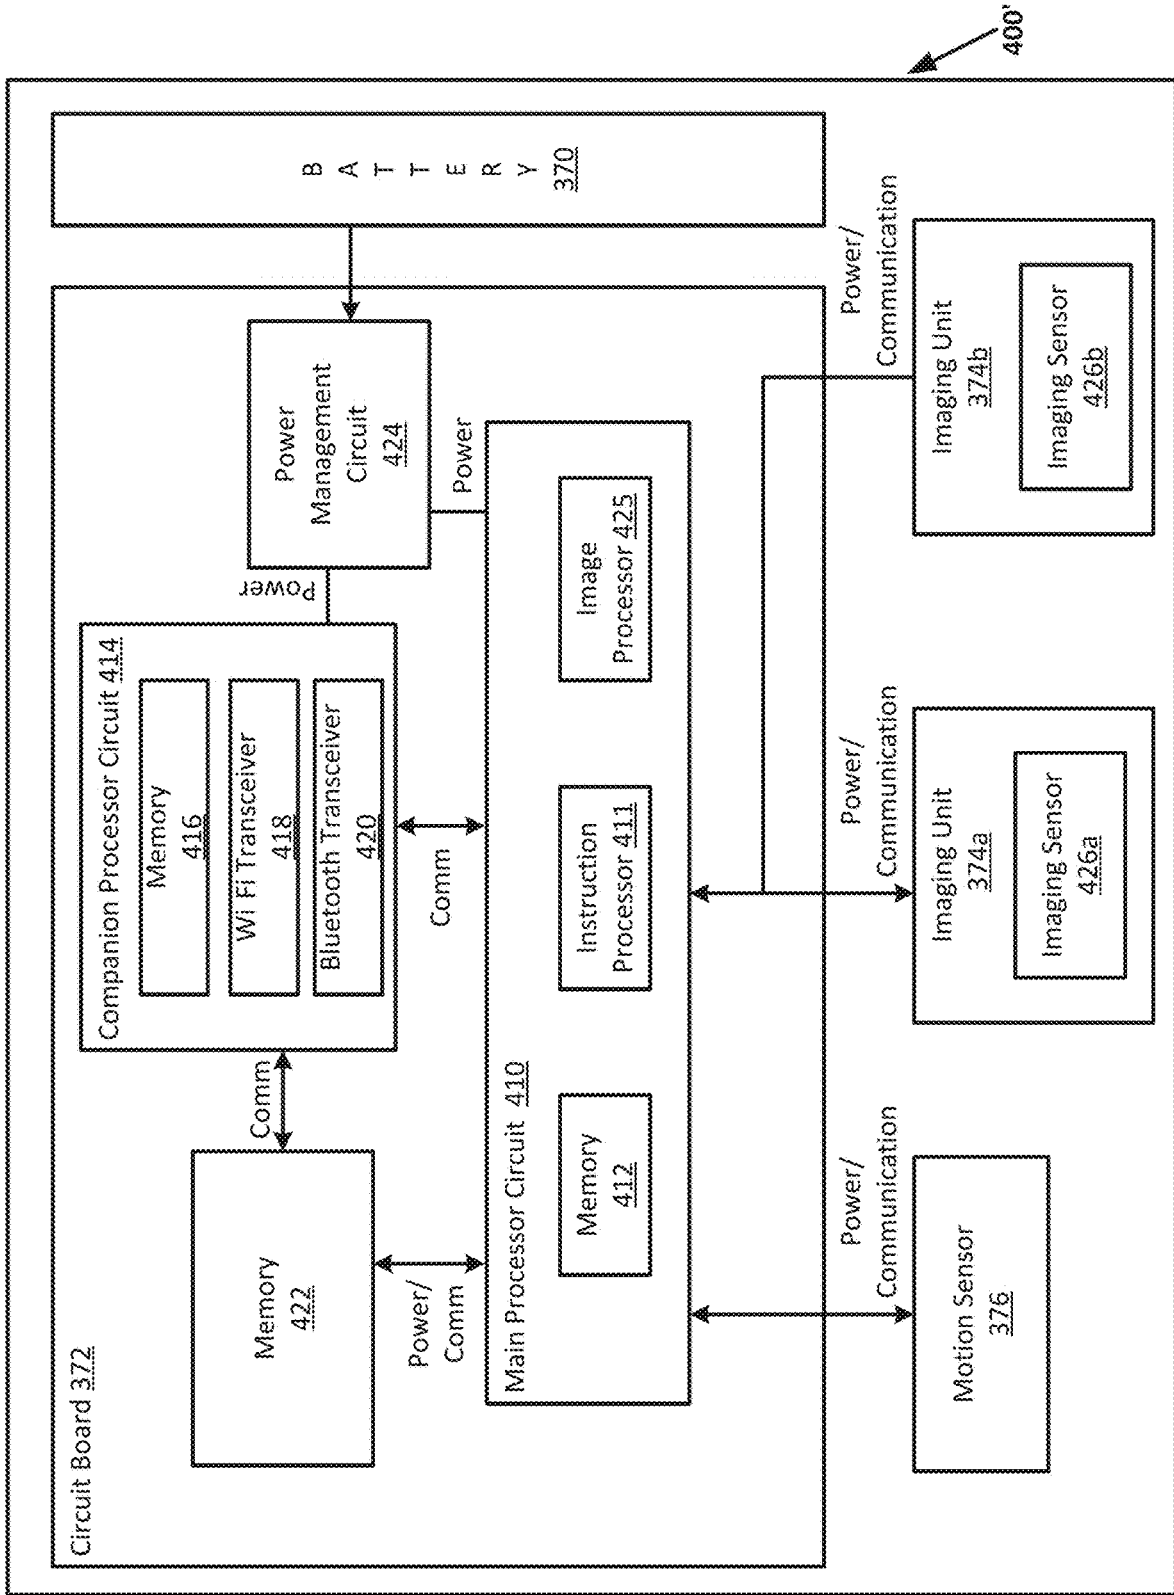 Circuit Board 372
Memory
422
Comm
Companion Processor Circuit 414
Memory
416
Wi Fi Transceiver
418
Bluetooth Transceiver
420
Power
Power
Management
Circuit
424
B A T T E R Y
370
Power/
Comm
Comm
Power
Main Processor Circuit 410
Memory
412
Instruction
Processor 411
Image
Processor 425
Power/
Communication
Power/
Communication
Power/
Communication
Motion Sensor
376
Imaging Unit
374a
Imaging Sensor
426a
Imaging Unit
374b
Imaging Sensor
426b
400'